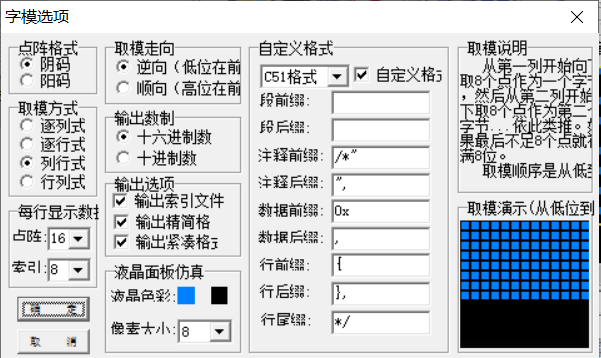 字模选项
点阵格式
阴码
阳码
取模方式
逐列式
逐行式
列行式
行列式
每行显示数据
点阵: 16
索引: 8
确 定
取 消
取模走向
逆向(低位在前
顺向(高位在前
输出数制
十六进制数
十进制数
输出选项
输出索引文件
输出精简格
输出紧凑格式
液晶面板仿真
液晶色彩:
像素大小: 8
自定义格式
C51格式
自定义格式
段前缀:
段后缀:
注释前缀: /*"
注释后缀: ",
数据前缀: 0x
数据后缀: ,
行前缀: {
行后缀: },
行尾缀: */
取模说明
从第一列开始向下
取8个点作为一个字节
,然后从第二列开始
下取8个点作为第二
字节...依此类推。如
果最后不足8个点就补
满8位。
取模顺序是从低到
取模演示(从低位到